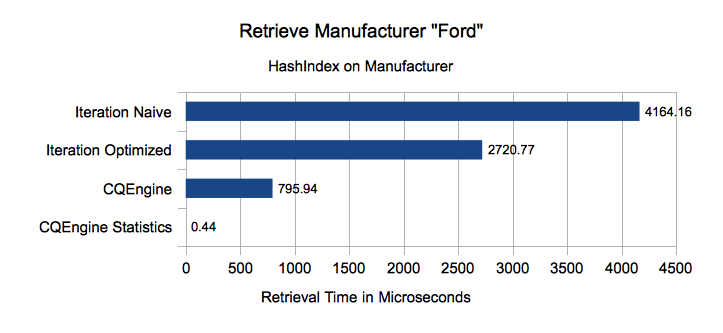 Retrieve Manufacturer "Ford"
HashIndex on Manufacturer
Iteration Naive 4164.16
Iteration Optimized 2720.77
CQEngine 795.94
CQEngine Statistics 0.44
0 500 1000 1500 2000 2500 3000 3500 4000 4500
Retrieval Time in Microseconds